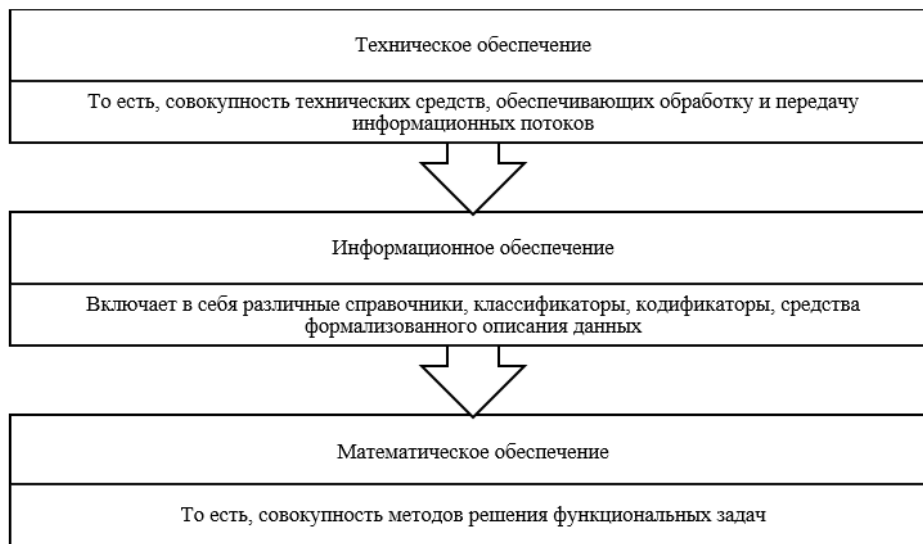 Техническое обеспечение
То есть, совокупность технических средств, обеспечивающих обработку и передачу
информационных потоков
Информационное обеспечение
Включает в себя различные справочники, классификаторы, кодификаторы, средства
формализованного описания данных
Математическое обеспечение
То есть, совокупность методов решения функциональных задач